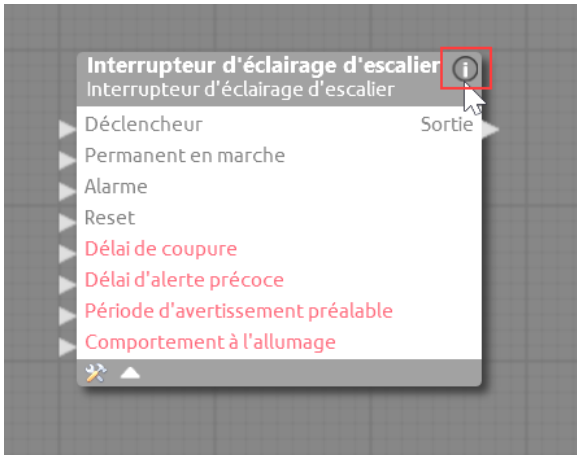 Interrupteur d'éclairage d'escalier i
Interrupteur d'éclairage d'escalier
Déclencheur Sortie
Permanent en marche
Alarme
Reset
Délai de coupure
Délai d'alerte précoce
Période d'avertissement préalable
Comportement à l'allumage